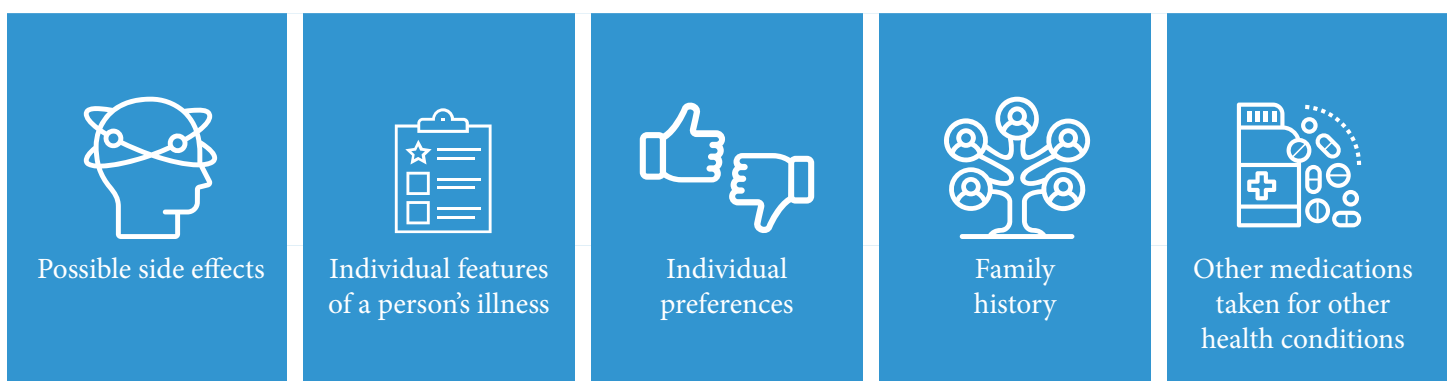 Possible side effects
Individual features
of a person’s illness
Individual
preferences
Family
history
Other medications
taken for other
health conditions